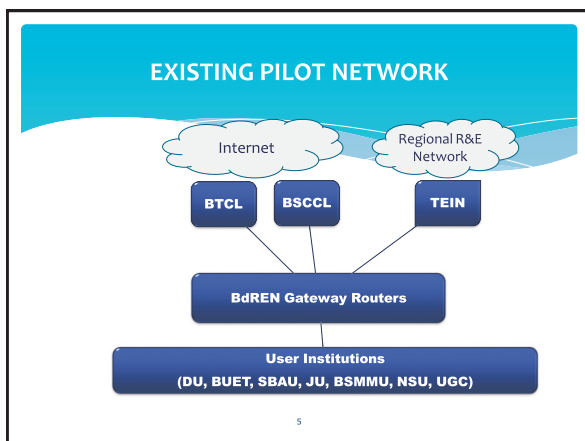 EXISTING PILOT NETWORK
Internet
Regional R&E
Network
BTCL
BSCCL
TEIN
BdREN Gateway Routers
User Institutions
(DU, BUET, SBAU, JU, BSMMU, NSU, UGC)
5